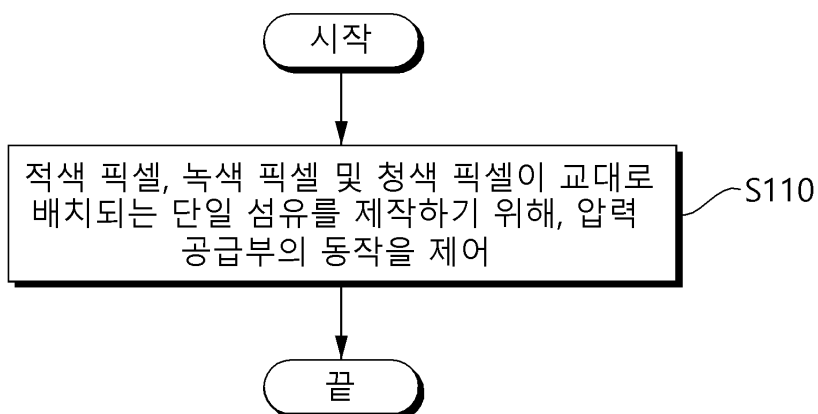 시작
적색 픽셀, 녹색 픽셀 및 청색 픽셀이 교대로
배치되는 단일 섬유를 제작하기 위해, 압력
공급부의 동작을 제어
S110
끝